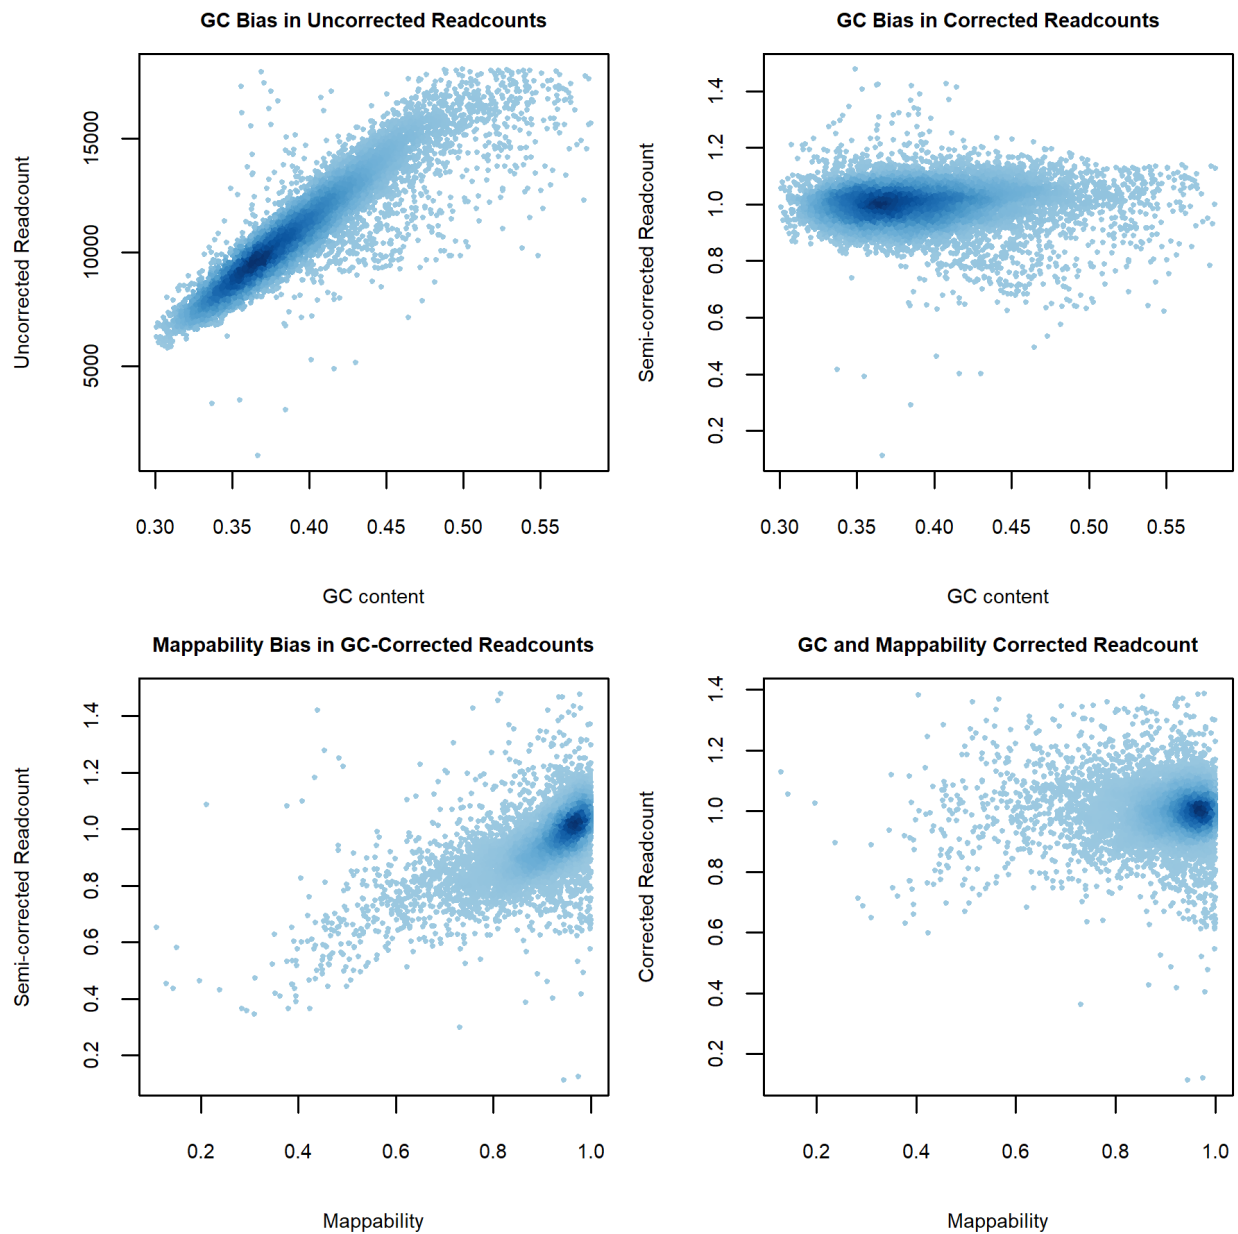 GC Bias in Uncorrected Readcounts
Uncorrected Readcount
15000
10000
5000
0.30 0.35 0.40 0.45 0.50 0.55
GC content
GC Bias in Corrected Readcounts
Semi-corrected Readcount
1.4
1.2
1.0
0.8
0.6
0.4
0.2
0.30 0.35 0.40 0.45 0.50 0.55
GC content
Mappability Bias in GC-Corrected Readcounts
Semi-corrected Readcount
1.4
1.2
1.0
0.8
0.6
0.4
0.2
0.2 0.4 0.6 0.8 1.0
Mappability
GC and Mappability Corrected Readcount
Corrected Readcount
1.4
1.2
1.0
0.8
0.6
0.4
0.2
0.2 0.4 0.6 0.8 1.0
Mappability